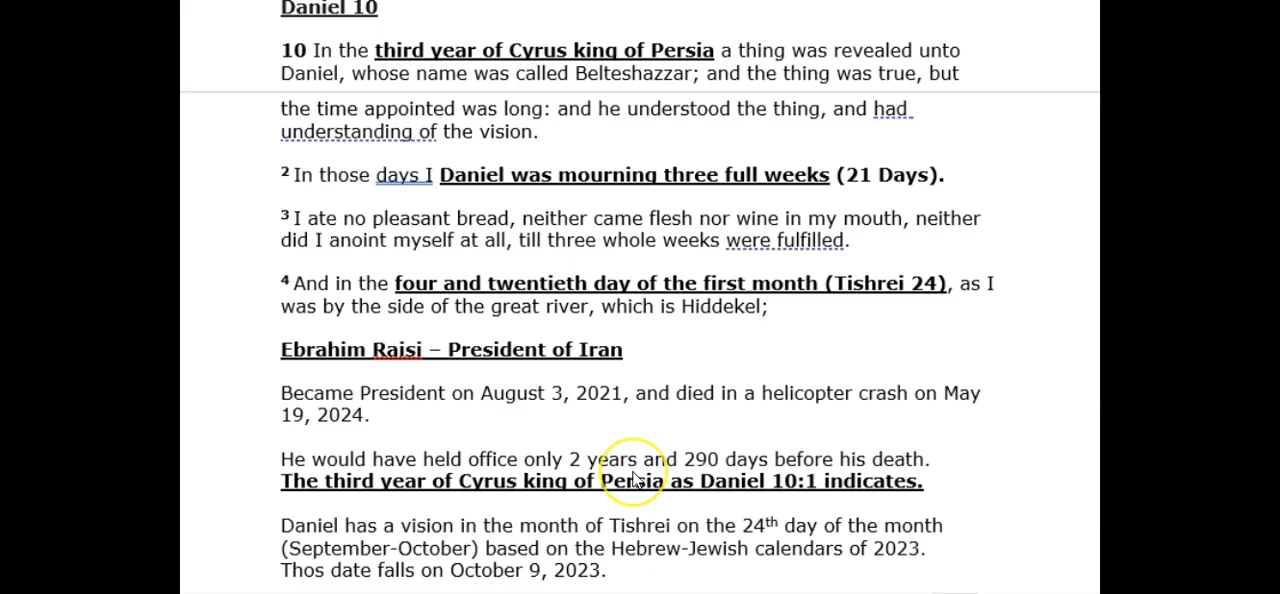 Daniel 10
10 In the third year of Cyrus king of Persia a thing was revealed unto
Daniel, whose name was called Belteshazzar; and the thing was true, but
the time appointed was long: and he understood the thing, and had
understanding of the vision.
2 In those days I Daniel was mourning three full weeks (21 Days).
3 I ate no pleasant bread, neither came flesh nor wine in my mouth, neither
did I anoint myself at all, till three whole weeks were fulfilled.
4 And in the four and twentieth day of the first month (Tishrei 24), as I
was by the side of the great river, which is Hiddekel;
Ebrahim Raisi – President of Iran
Became President on August 3, 2021, and died in a helicopter crash on May
19, 2024.
He would have held office only 2 years and 290 days before his death.
The third year of Cyrus king of Persia as Daniel 10:1 indicates.
Daniel has a vision in the month of Tishrei on the 24th day of the month
(September-October) based on the Hebrew-Jewish calendars of 2023.
Thos date falls on October 9, 2023.